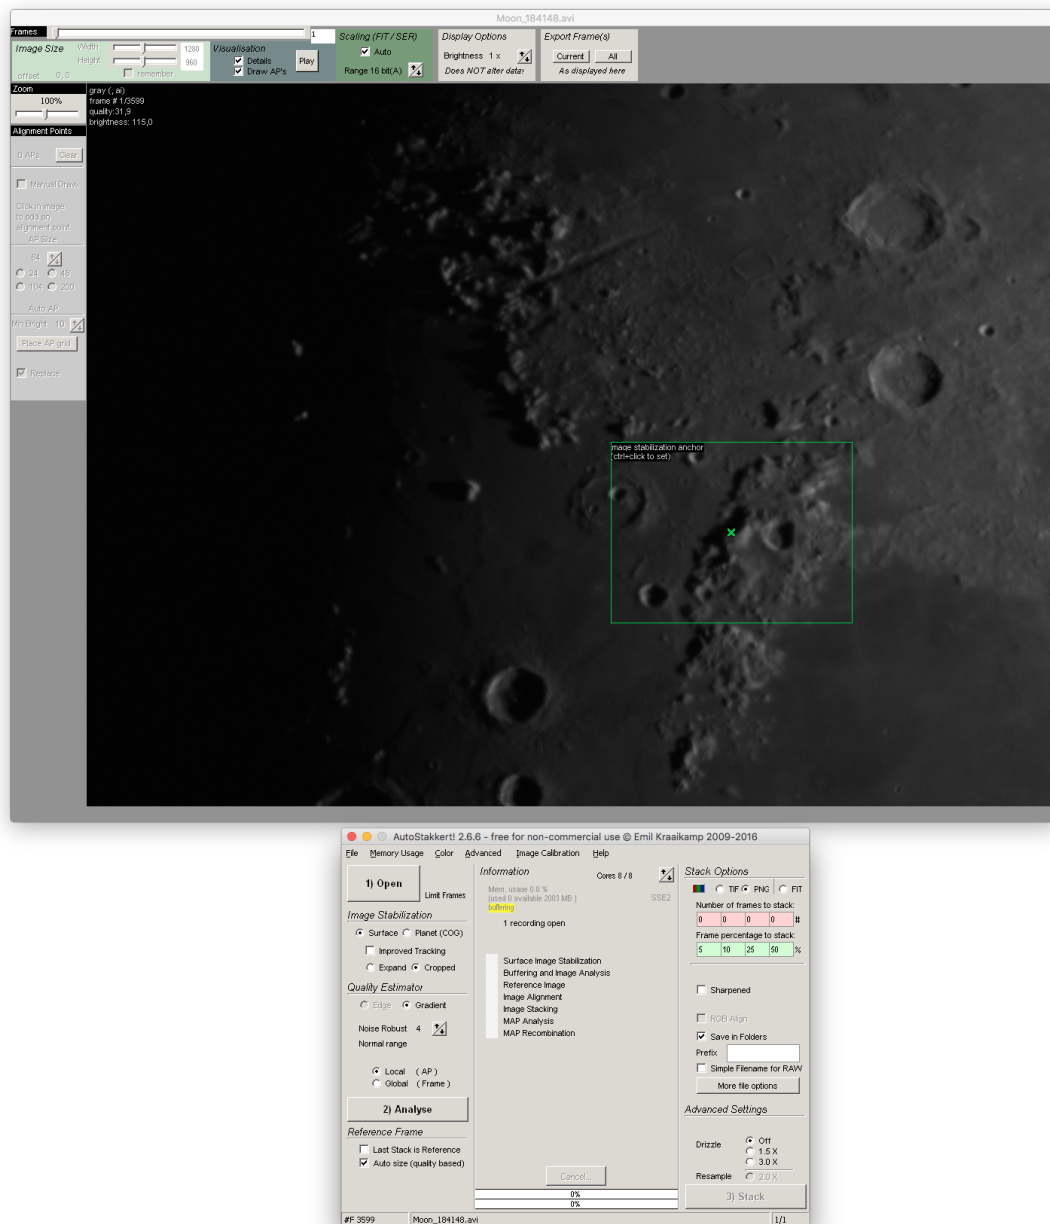 Moon_184148.avi
Frames
1
Image Size
Width
1280
Height
960
offset 0,0
remember
Visualisation
Details
Draw AP's
Play
Scaling (FIT / SER)
Auto
Range 16 bit(A)
Display Options
Brightness 1 x
Does NOT alter data!
Export Frame(s)
Current All
As displayed here
Zoom
100%
Alignment Points
0 APs Clear
Manual Draw
Click in image
to add an
alignment point
AP Size
64
24 48
104 200
Auto AP
Min Bright 10
Place AP grid
Replace
gray (, ai)
frame # 1/3599
quality:31,9
brightness: 115,0
mage stabilization anchor
(ctrl+click to set)
AutoStakkert! 2.6.6 - free for non-commercial use © Emil Kraaikamp 2009-2016
File Memory Usage Color Advanced Image Calibration Help
1) Open
Limit Frames
Image Stabilization
Surface Planet (COG)
Improved Tracking
Expand Cropped
Quality Estimator
Edge Gradient
Noise Robust 4
Normal range
Local (AP)
Global (Frame)
2) Analyse
Reference Frame
Last Stack is Reference
Auto size (quality based)
Information
Cores 8 / 8
Mem. usage 0.0 %
(used 0 available 2003 MB )
SSE2
buffering
1 recording open
Surface Image Stabilization
Buffering and Image Analysis
Reference Image
Image Alignment
Image Stacking
MAP Analysis
MAP Recombination
Cancel...
0%
0%
Stack Options
TIF PNG FIT
Number of frames to stack:
0 0 0 0 #
Frame percentage to stack:
5 10 25 50 %
Sharpened
RGB Align
Save in Folders
Prefix
Simple Filename for RAW
More file options
Advanced Settings
Drizzle
Off
1.5 X
3.0 X
Resample 2.0 X
3) Stack
#F 3599 Moon_184148.avi 1/1